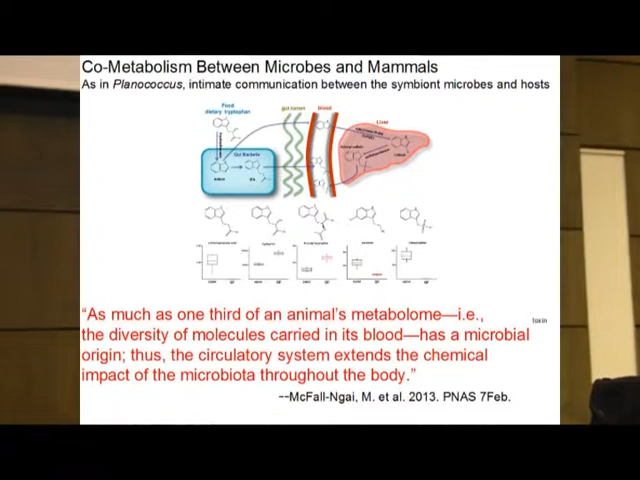 Co-Metabolism Between Microbes and Mammals
As in Planococcus, intimate communication between the symbiont microbes and hosts
Food
dietary tryptophan
gut lumen
blood
Liver
Gut Bacteria
"As much as one third of an animal's metabolome—i.e.,
toxin
the diversity of molecules carried in its blood—has a microbial
origin; thus, the circulatory system extends the chemical
impact of the microbiota throughout the body."
--McFall-Ngai, M. et al. 2013. PNAS 7Feb.